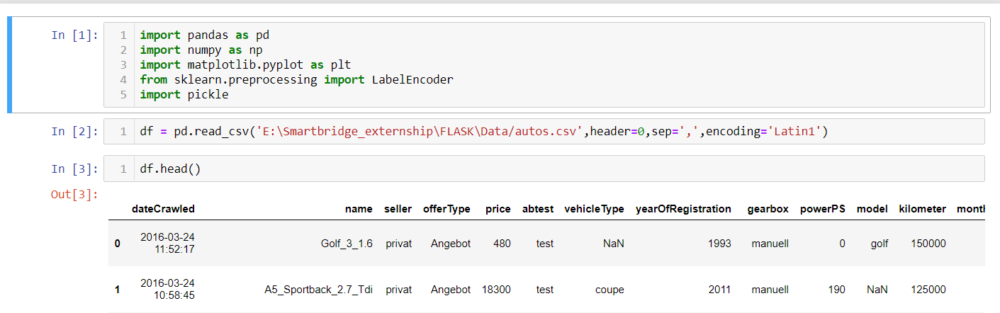 In [1]:
1 import pandas as pd
2 import numpy as np
3 import matplotlib.pyplot as plt
4 from sklearn.preprocessing import LabelEncoder
5 import pickle
In [2]: 1 df = pd.read_csv('E:\Smartbridge_externship\FLASK\Data/autos.csv',header=0,sep=',',encoding='Latin1')
In [3]: 1 df.head()
Out[3]:
dateCrawled name seller offerType price abtest vehicleType yearOfRegistration gearbox powerPS model kilometer month
0 2016-03-24 11:52:17 Golf_3_1.6 privat Angebot 480 test NaN 1993 manuell 0 golf 150000
1 2016-03-24 10:58:45 A5_Sportback_2.7_Tdi privat Angebot 18300 test coupe 2011 manuell 190 NaN 125000